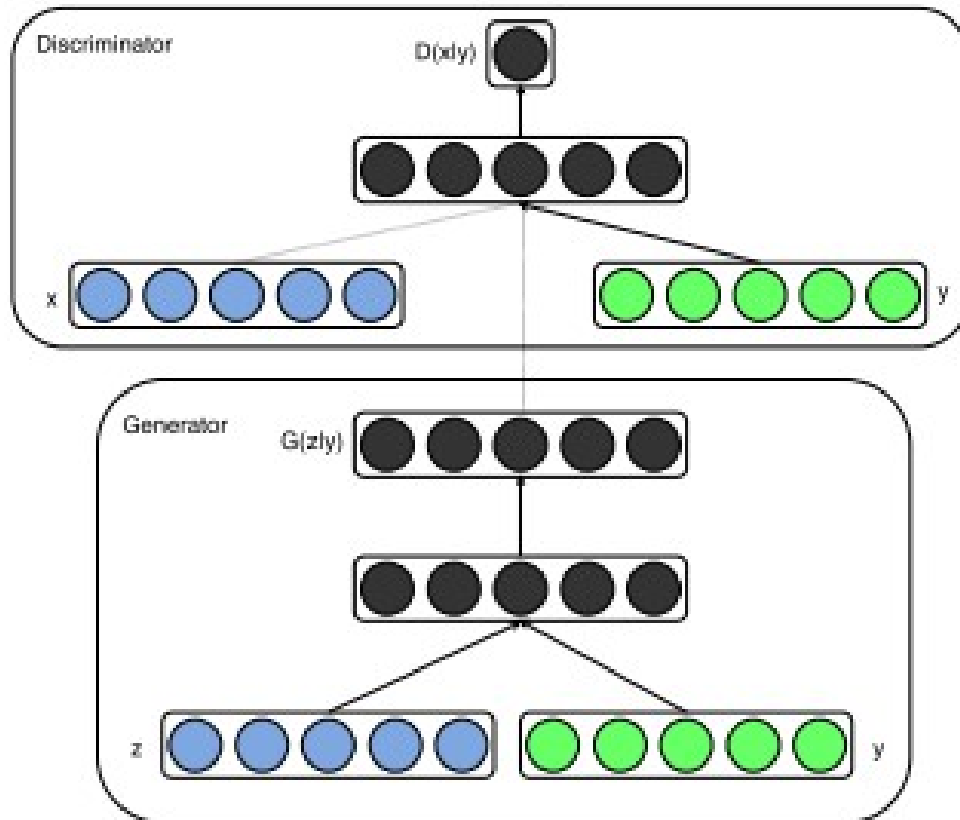 Discriminator
D(x|y)
x
y
Generator
G(z|y)
z
y